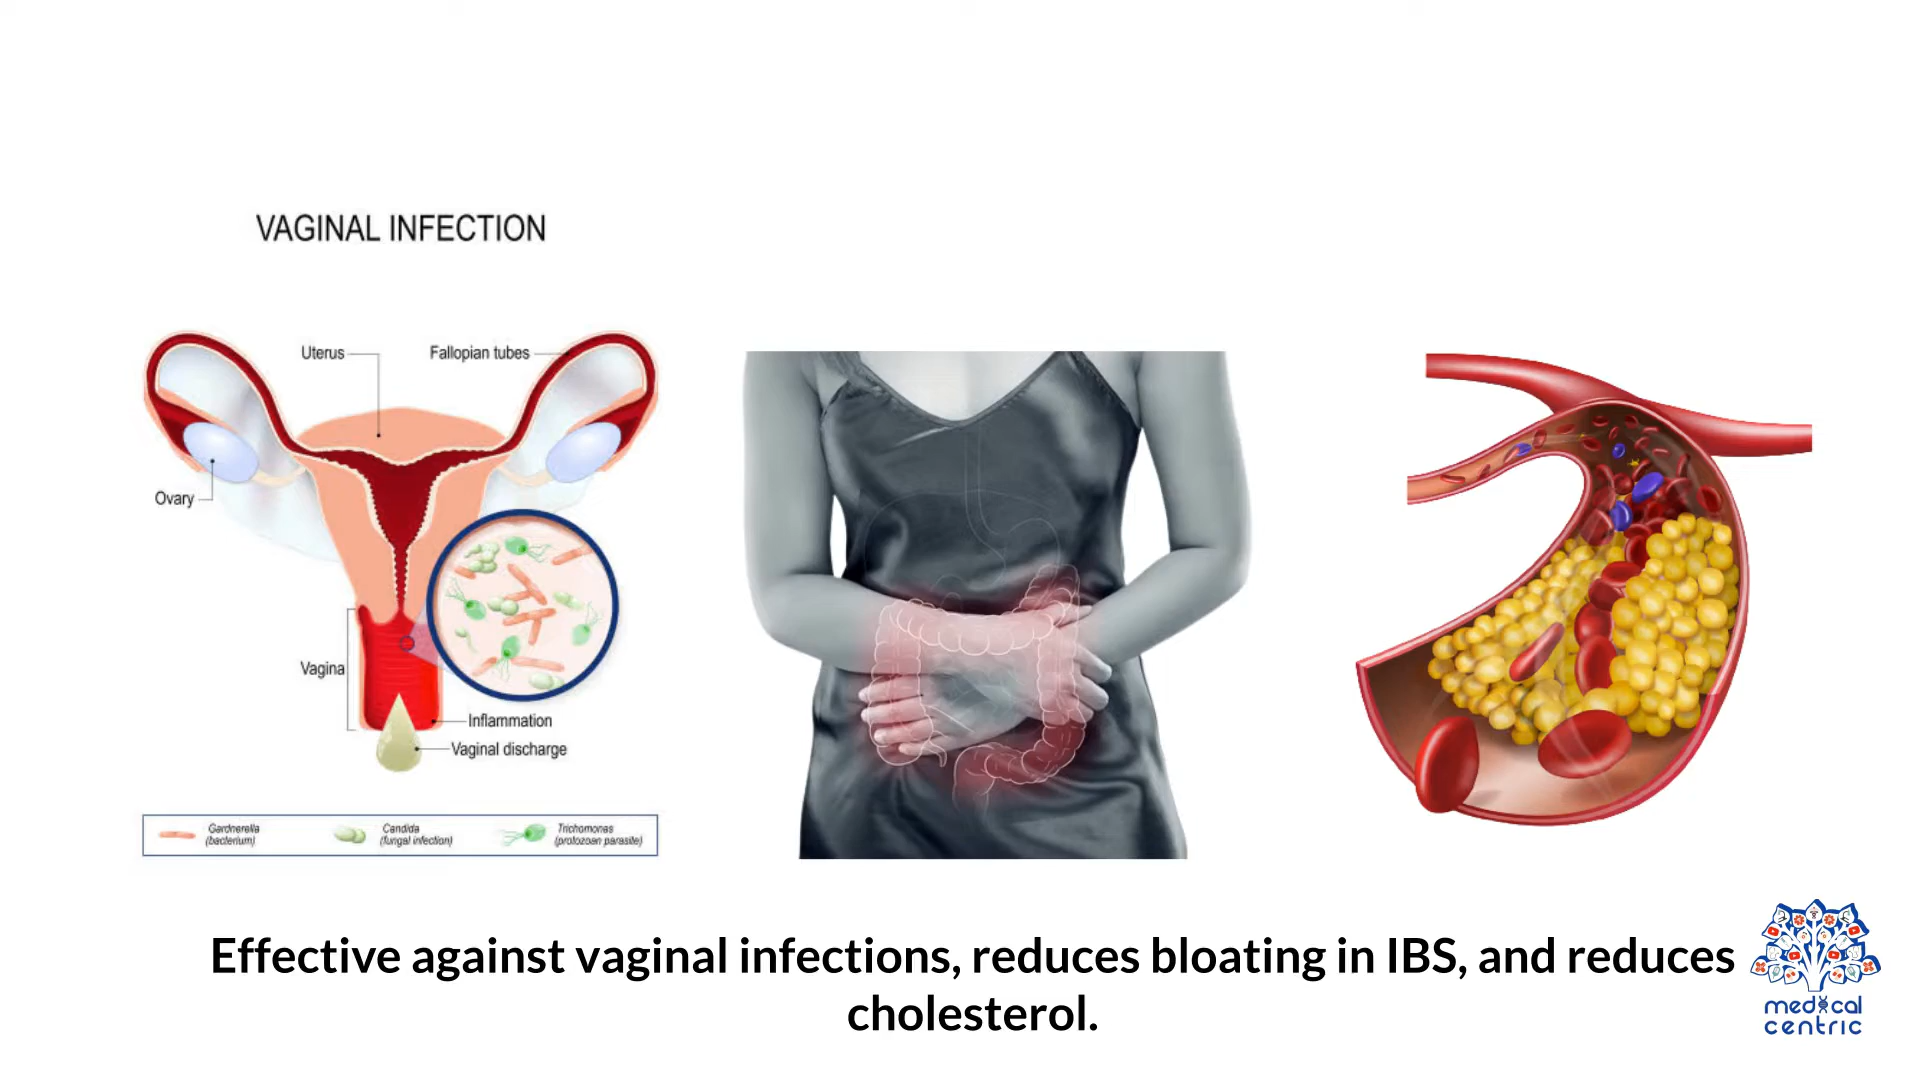 VAGINAL INFECTION
Uterus
Fallopian tubes
Ovary
Vagina
Inflammation
Vaginal discharge
Gardnerella
(bacterium)
Candida
(fungal infection)
Trichomonas
(protozoan parasite)
Effective against vaginal infections, reduces bloating in IBS, and reduces
cholesterol.
medical
centric